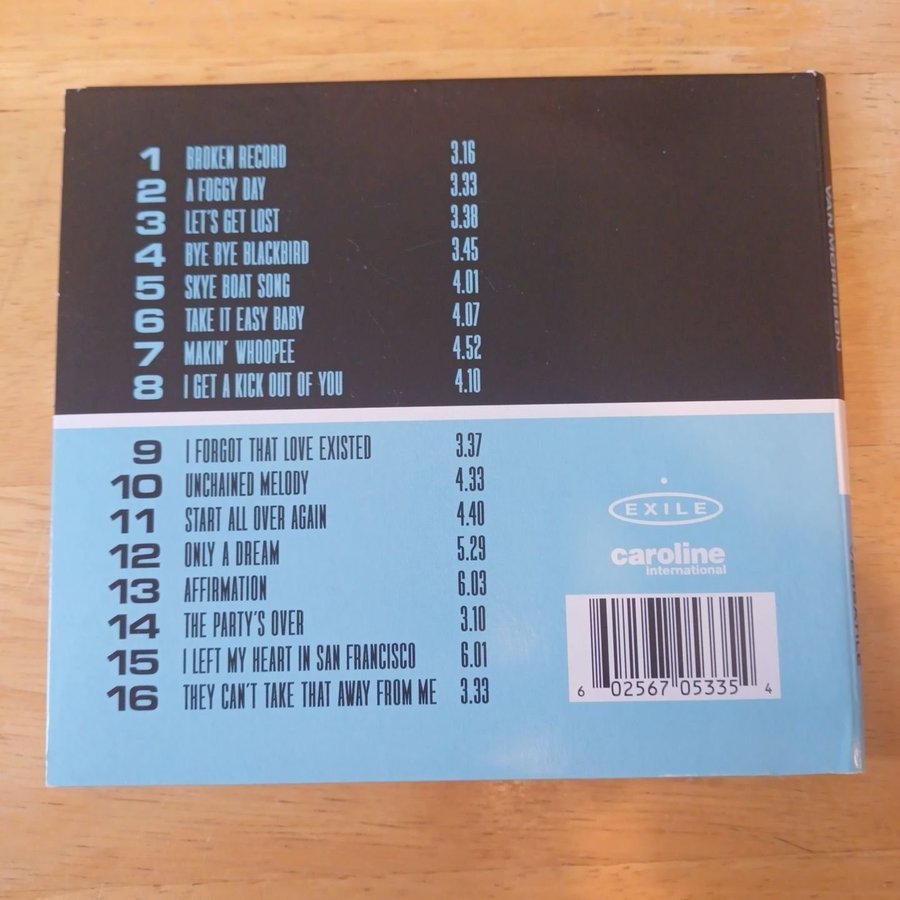 1 BROKEN RECORD 3.16
2 A FOGGY DAY 3.33
3 LET'S GET LOST 3.38
4 BYE BYE BLACKBIRD 3.45
5 SKYE BOAT SONG 4.01
6 TAKE IT EASY BABY 4.07
7 MAKIN' WHOOPEE 4.52
8 I GET A KICK OUT OF YOU 4.10
9 I FORGOT THAT LOVE EXISTED 3.37
10 UNCHAINED MELODY 4.33
11 START ALL OVER AGAIN 4.40
12 ONLY A DREAM 5.29
13 AFFIRMATION 6.03
14 THE PARTY'S OVER 3.10
15 I LEFT MY HEART IN SAN FRANCISCO 6.01
16 THEY CAN'T TAKE THAT AWAY FROM ME 3.33
EXILE
caroline
international
6 02567 05335 4
VAN MORRISON